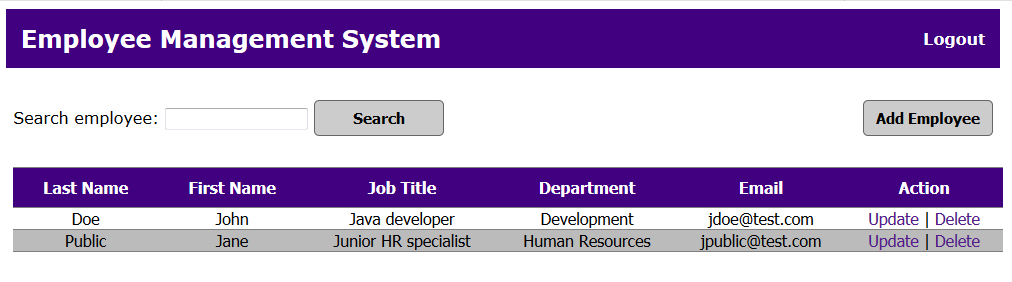 Employee Management System Logout
Search employee: Search Add Employee
Last Name First Name Job Title Department Email Action
Doe John Java developer Development jdoe@test.com Update | Delete
Public Jane Junior HR specialist Human Resources jpublic@test.com Update | Delete